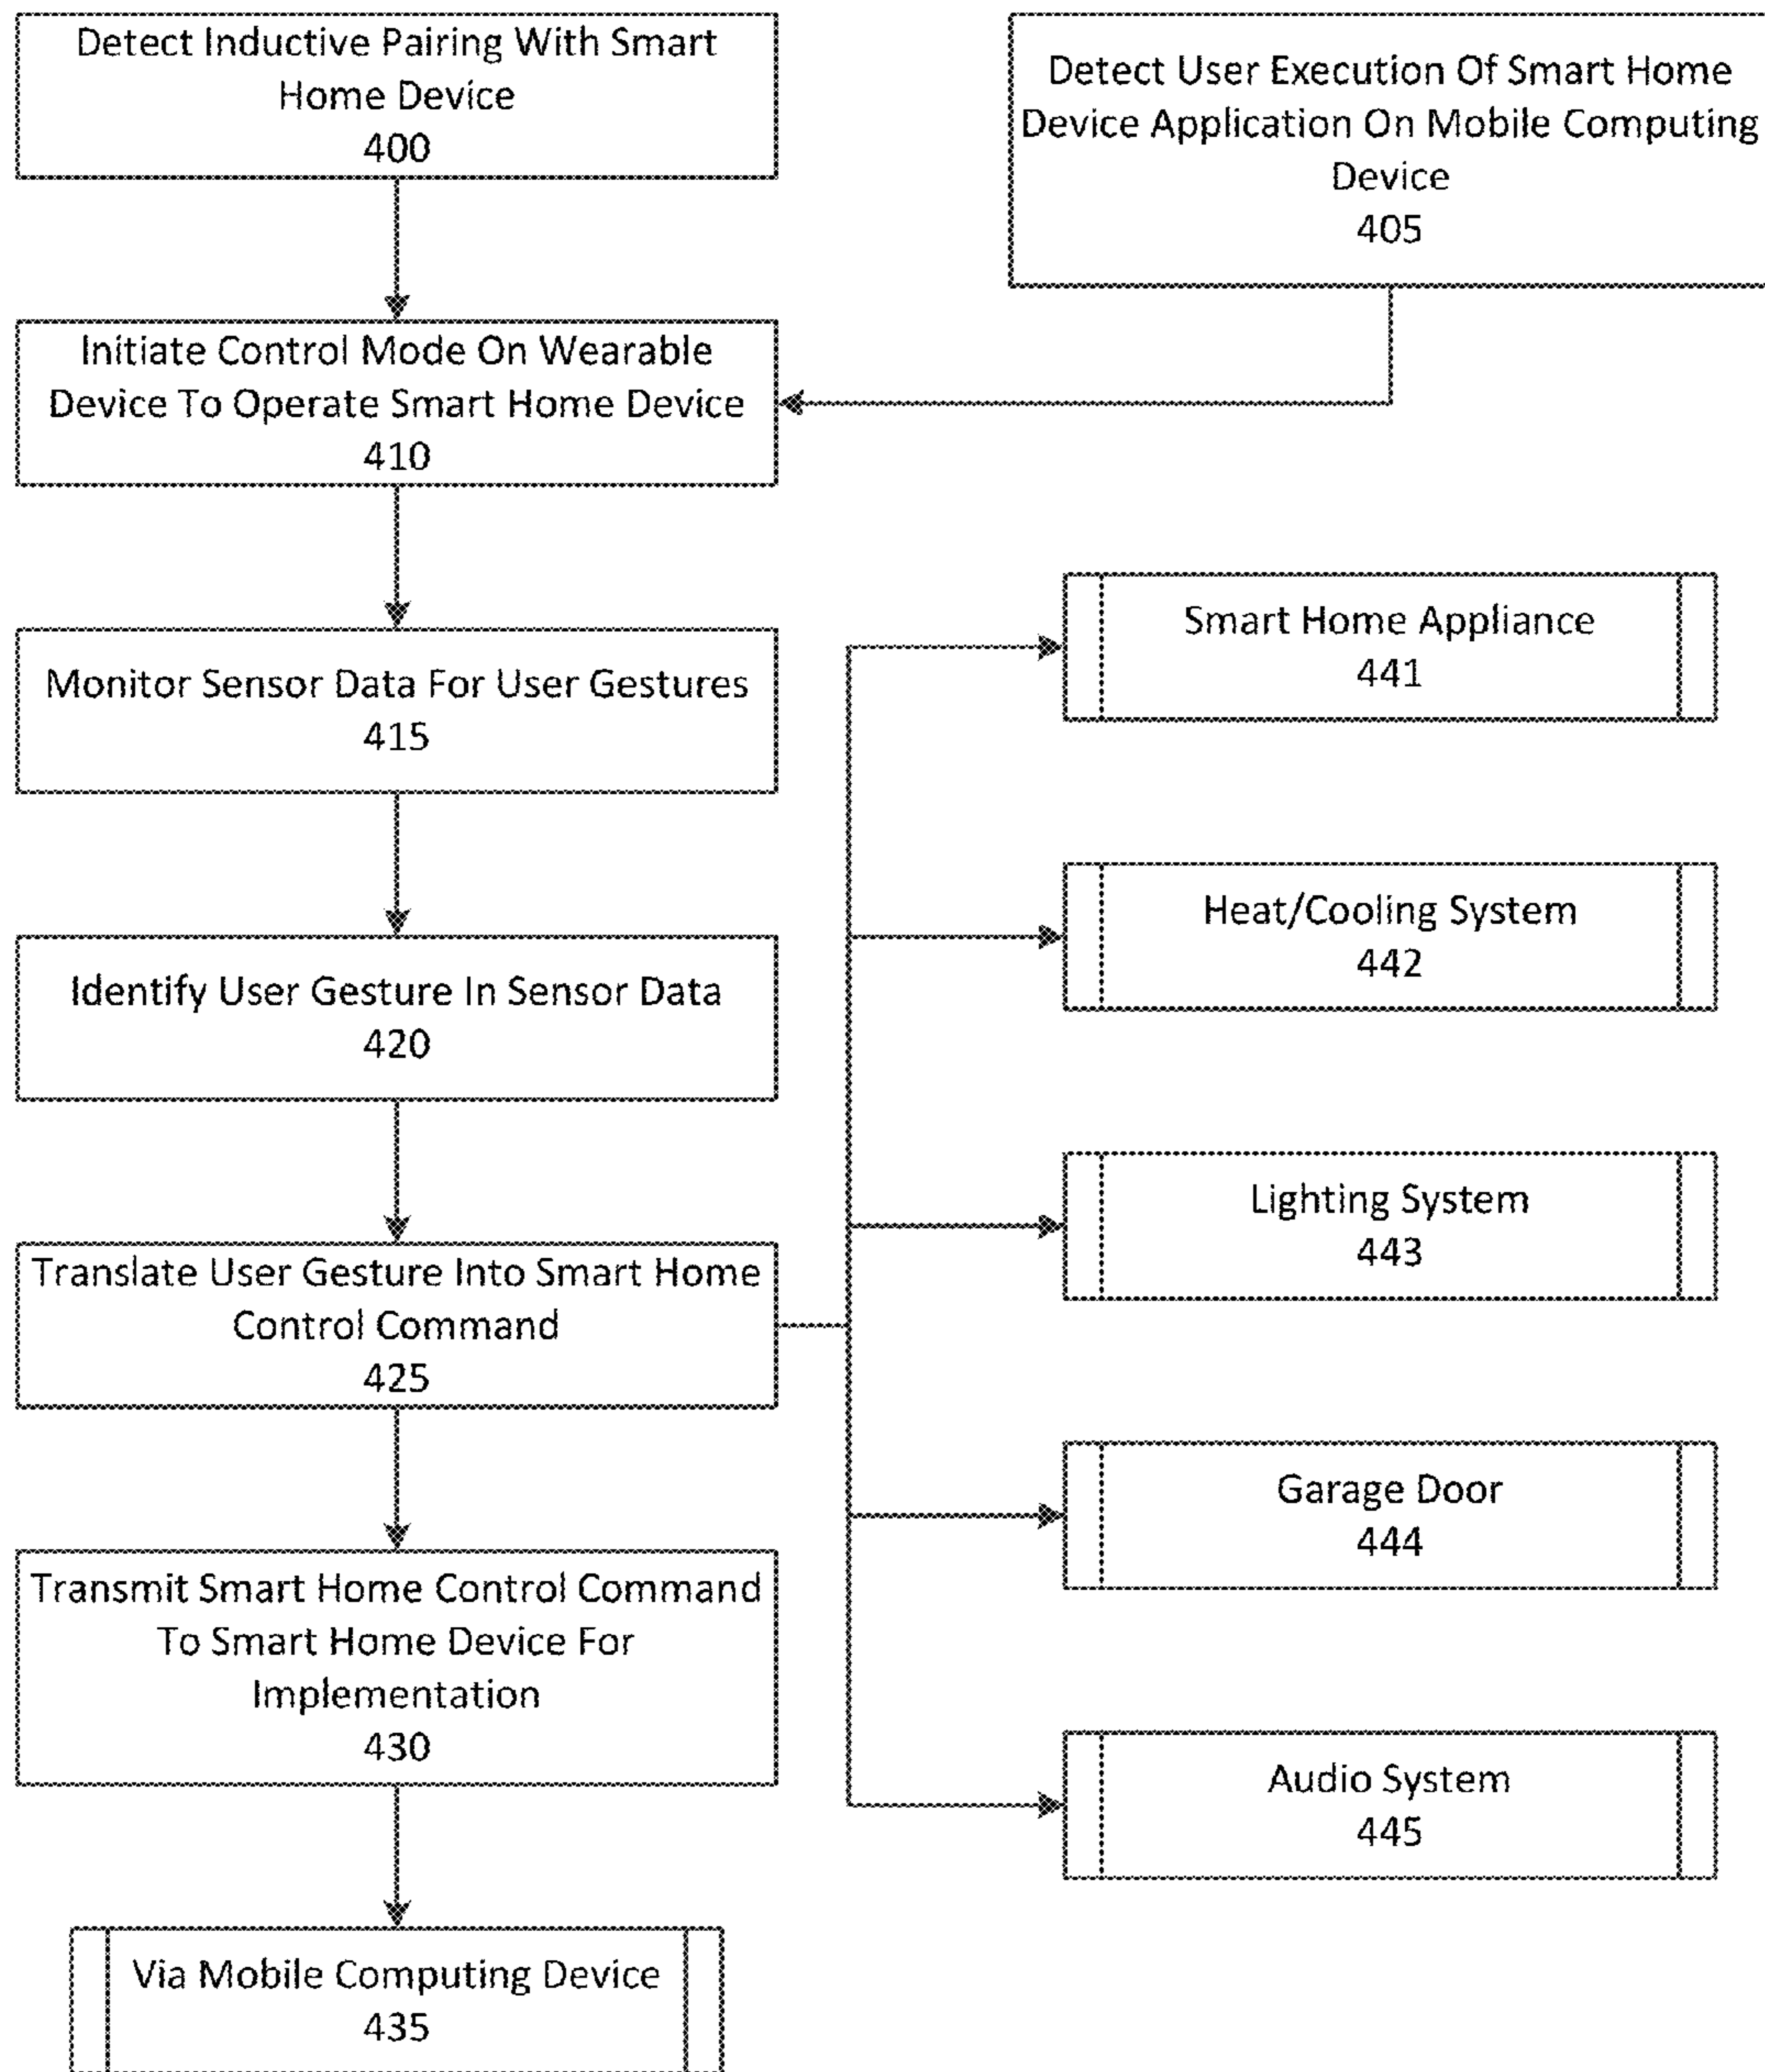 Detect Inductive Pairing With Smart
Home Device
400
Detect User Execution Of Smart Home
Device Application On Mobile Computing
Device
405
Initiate Control Mode On Wearable
Device To Operate Smart Home Device
410
Monitor Sensor Data For User Gestures
415
Identify User Gesture In Sensor Data
420
Translate User Gesture Into Smart Home
Control Command
425
Transmit Smart Home Control Command
To Smart Home Device For
Implementation
430
Via Mobile Computing Device
435
Smart Home Appliance
441
Heat/Cooling System
442
Lighting System
443
Garage Door
444
Audio System
445